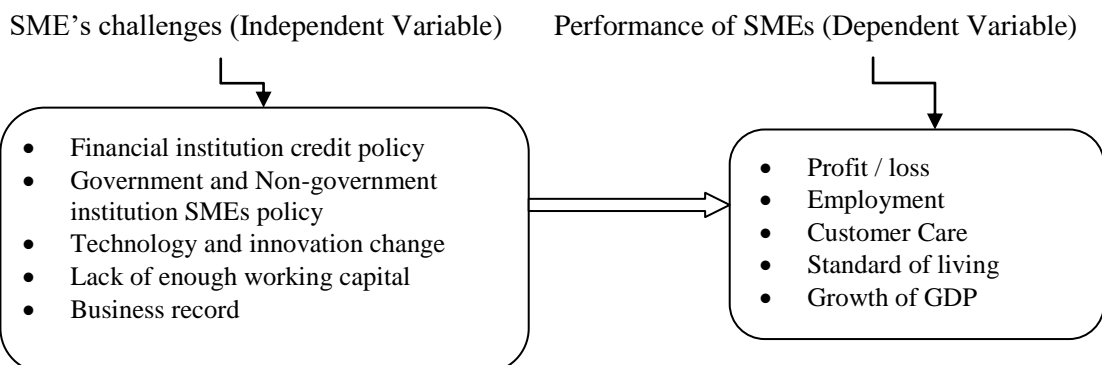 SME’s challenges (Independent Variable)
Performance of SMEs (Dependent Variable)
• Financial institution credit policy
• Government and Non-government
institution SMEs policy
• Technology and innovation change
• Lack of enough working capital
• Business record
• Profit / loss
• Employment
• Customer Care
• Standard of living
• Growth of GDP